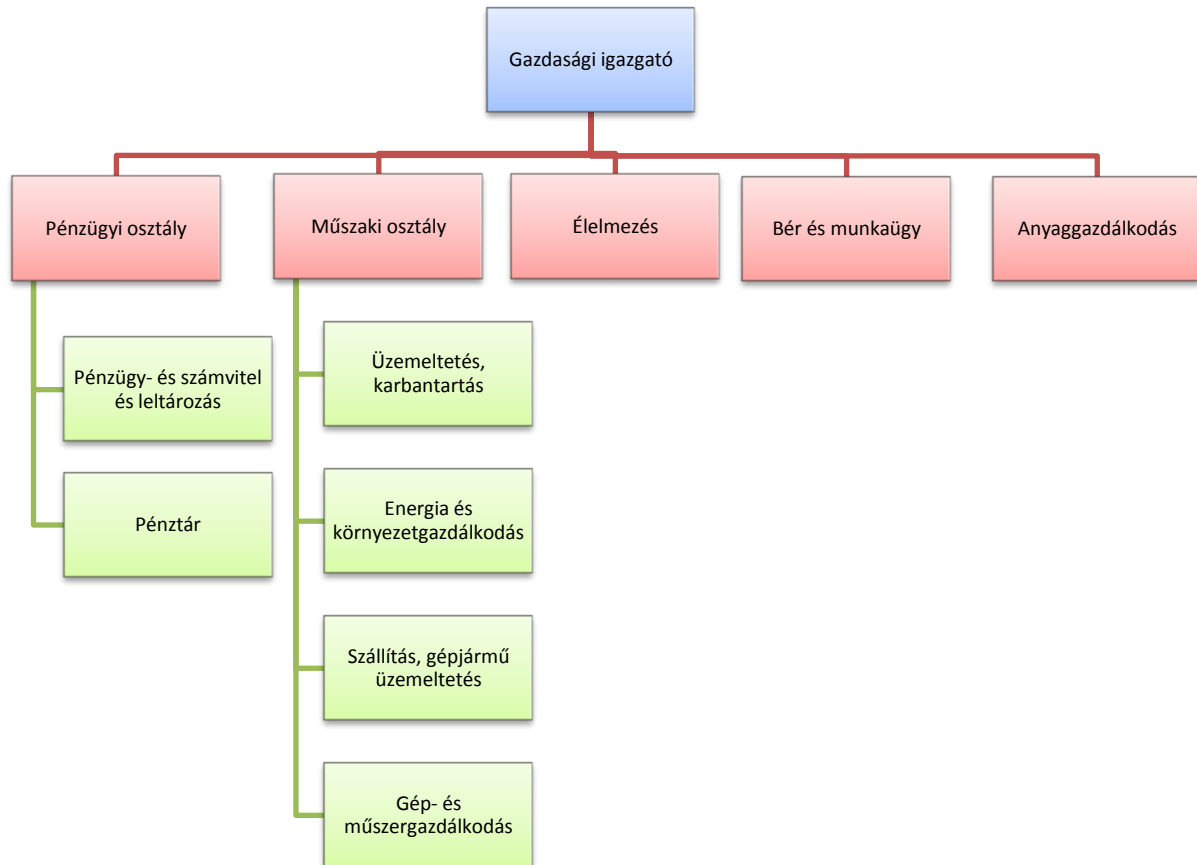 Gazdasági igazgató
Pénzügyi osztály
Műszaki osztály
Élelmezés
Bér és munkaügy
Anyaggazdálkodás
Pénzügy- és számvitel
és leltározás
Pénztár
Üzemeltetés,
karbantartás
Energia és
környezetgazdálkodás
Szállítás, gépjármű
üzemeltetés
Gép- és
műszergazdálkodás